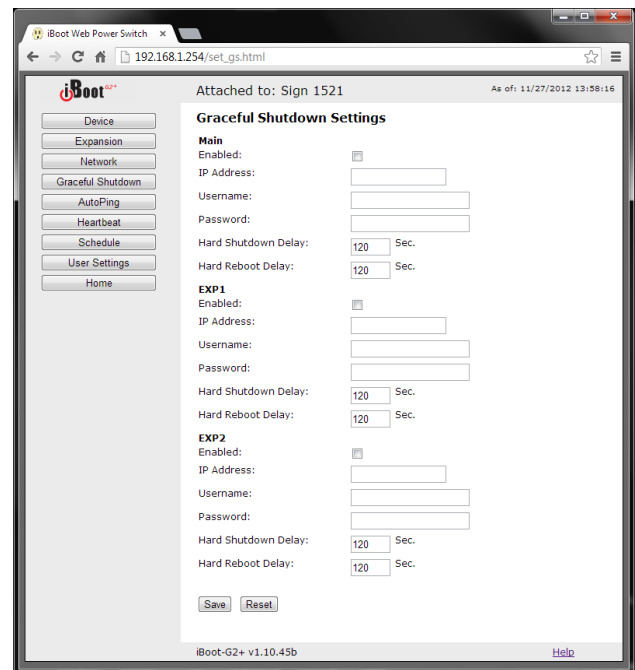 iBoot Web Power Switch
192.168.1.254/set_gs.html
iBoot G2+
Attached to: Sign 1521
As of: 11/27/2012 13:58:16
Device
Expansion
Network
Graceful Shutdown
AutoPing
Heartbeat
Schedule
User Settings
Home
Graceful Shutdown Settings
Main
Enabled:
IP Address:
Username:
Password:
Hard Shutdown Delay: 120 Sec.
Hard Reboot Delay: 120 Sec.
EXP1
Enabled:
IP Address:
Username:
Password:
Hard Shutdown Delay: 120 Sec.
Hard Reboot Delay: 120 Sec.
EXP2
Enabled:
IP Address:
Username:
Password:
Hard Shutdown Delay: 120 Sec.
Hard Reboot Delay: 120 Sec.
Save Reset
iBoot-G2+ v1.10.45b
Help